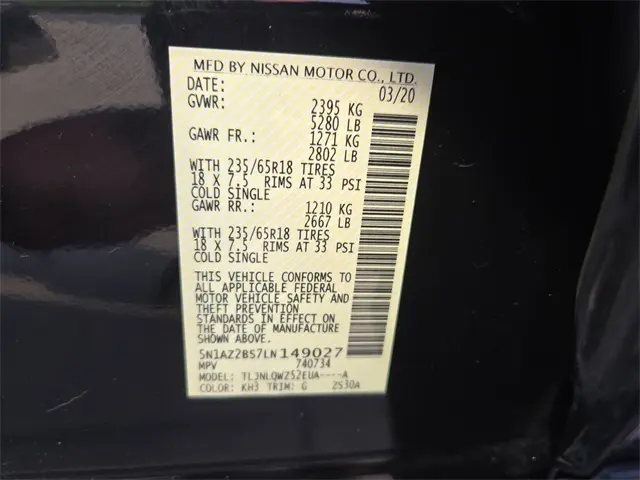 MFD BY NISSAN MOTOR CO., LTD.
DATE: 03/20
GVWR: 2395 KG
5280 LB
GAWR FR.: 1271 KG
2802 LB
WITH 235/65R18 TIRES
18 X 7.5 RIMS AT 33 PSI
COLD SINGLE
GAWR RR.: 1210 KG
2667 LB
WITH 235/65R18 TIRES
18 X 7.5 RIMS AT 33 PSI
COLD SINGLE
THIS VEHICLE CONFORMS TO
ALL APPLICABLE FEDERAL
MOTOR VEHICLE SAFETY AND
THEFT PREVENTION
STANDARDS IN EFFECT ON THE
DATE OF MANUFACTURE SHOWN ABOVE.
5N1AZ2BS7LN149027
MPV 740734
MODEL: TLJNLQWZ52EUA----A
COLOR: KH3 TRIM: G 2530A